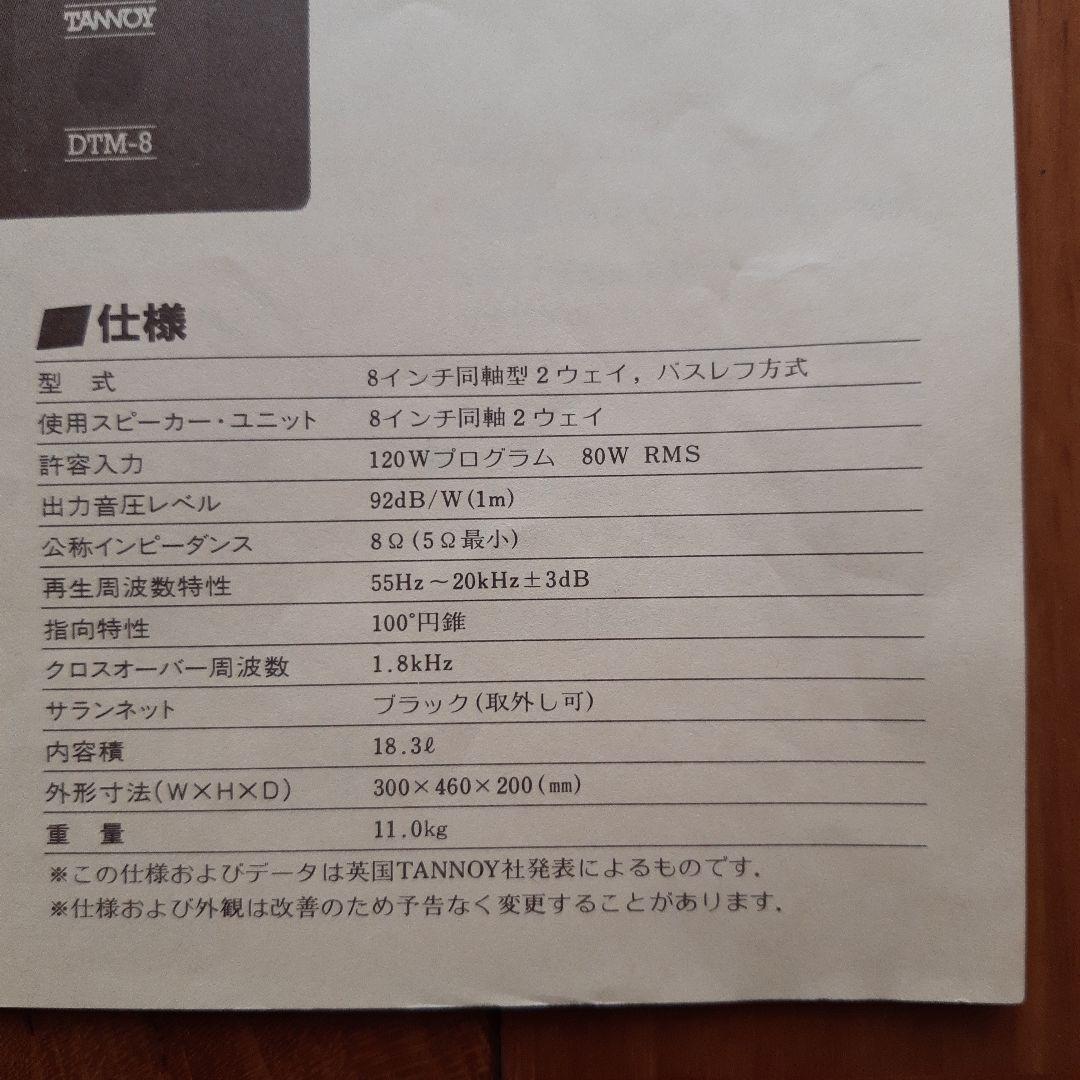 TANNOY
DTM-8
仕様
型 式 8インチ同軸型2ウェイ，バスレフ方式
使用スピーカー・ユニット 8インチ同軸2ウェイ
許容入力 120Wプログラム 80W RMS
出力音圧レベル 92dB/W(1m)
公称インピーダンス 8Ω(5Ω最小)
再生周波数特性 55Hz～20kHz±3dB
指向特性 100°円錐
クロスオーバー周波数 1.8kHz
サランネット ブラック(取外し可)
内容積 18.3ℓ
外形寸法(W×H×D) 300×460×200(㎜)
重 量 11.0kg
※この仕様およびデータは英国TANNOY社発表によるものです．
※仕様および外観は改善のため予告なく変更することがあります．